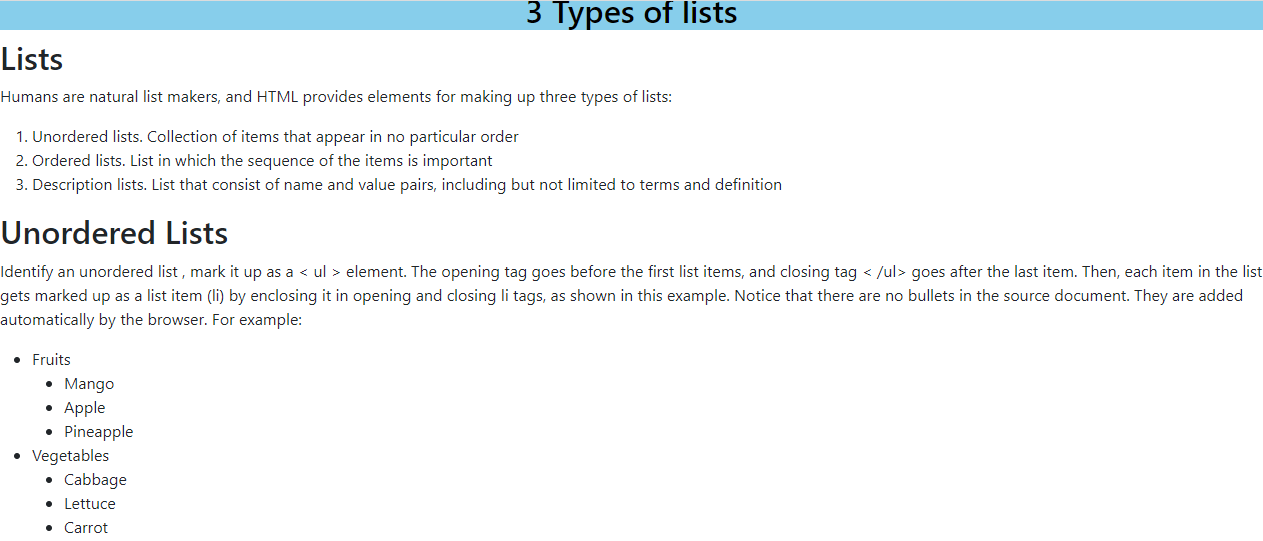 3 Types of lists
Lists
Humans are natural list makers, and HTML provides elements for making up three types of lists:
1. Unordered lists. Collection of items that appear in no particular order
2. Ordered lists. List in which the sequence of the items is important
3. Description lists. List that consist of name and value pairs, including but not limited to terms and definition
Unordered Lists
Identify an unordered list , mark it up as a < ul > element. The opening tag goes before the first list items, and closing tag < /ul> goes after the last item. Then, each item in the list
gets marked up as a list item (li) by enclosing it in opening and closing li tags, as shown in this example. Notice that there are no bullets in the source document. They are added
automatically by the browser. For example:
• Fruits
• Mango
• Apple
• Pineapple
• Vegetables
• Cabbage
• Lettuce
• Carrot